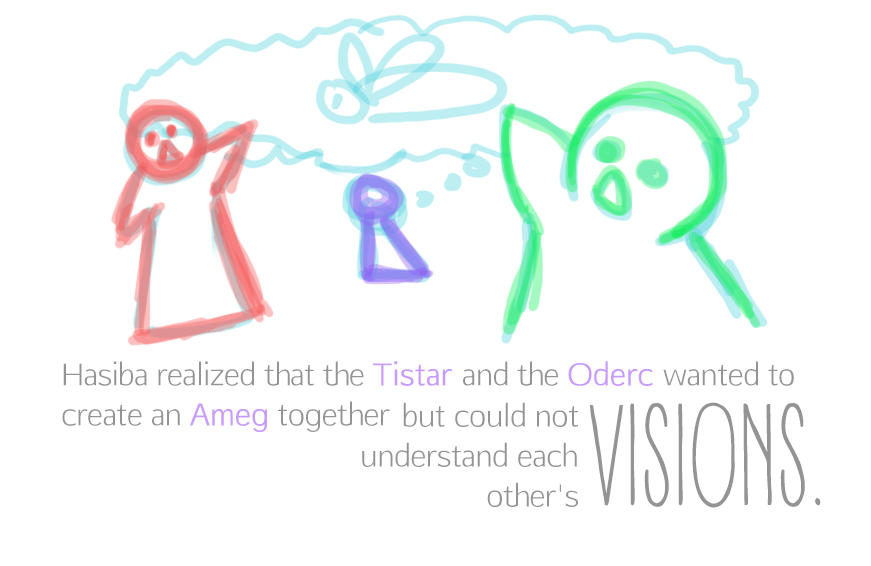 Hasiba realized that the Tistar and the Oderc wanted to
create an Ameg together but could not
understand each
other's VISIONS.